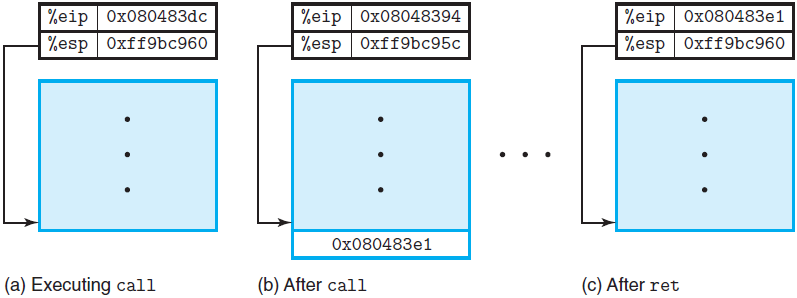 %eip 0x080483dc
%esp 0xff9bc960
(a) Executing call
%eip 0x08048394
%esp 0xff9bc95c
0x080483e1
(b) After call
%eip 0x080483e1
%esp 0xff9bc960
(c) After ret